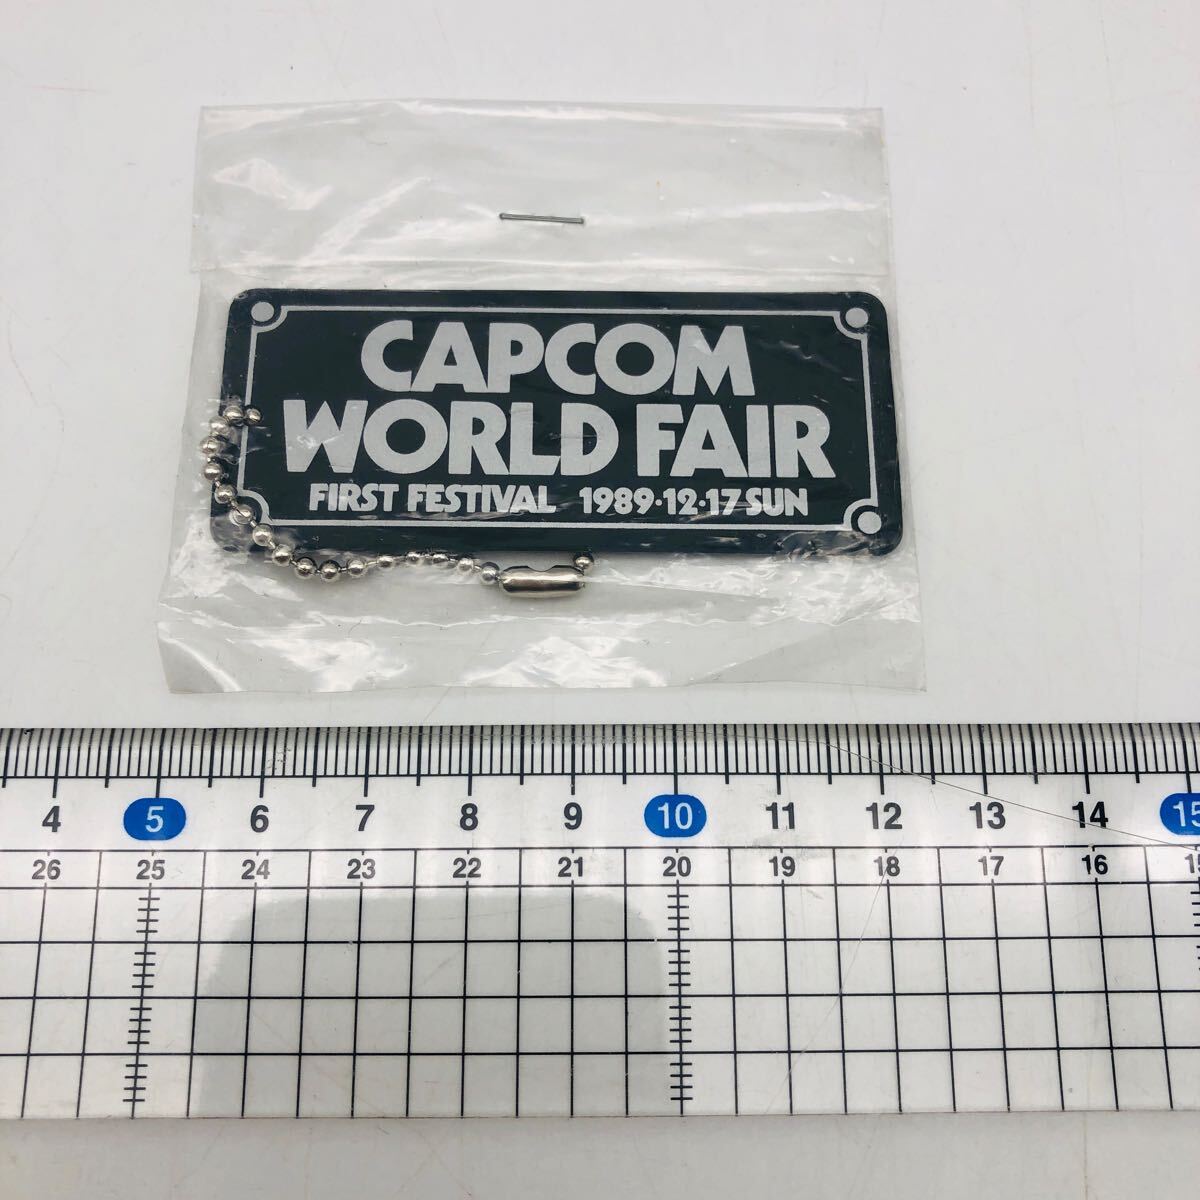 CAPCOM
WORLD FAIR
FIRST FESTIVAL 1989·12·17 SUN
4 5 6 7 8 9 10 11 12 13 14 15
26 25 24 23 22 21 20 19 18 17 16